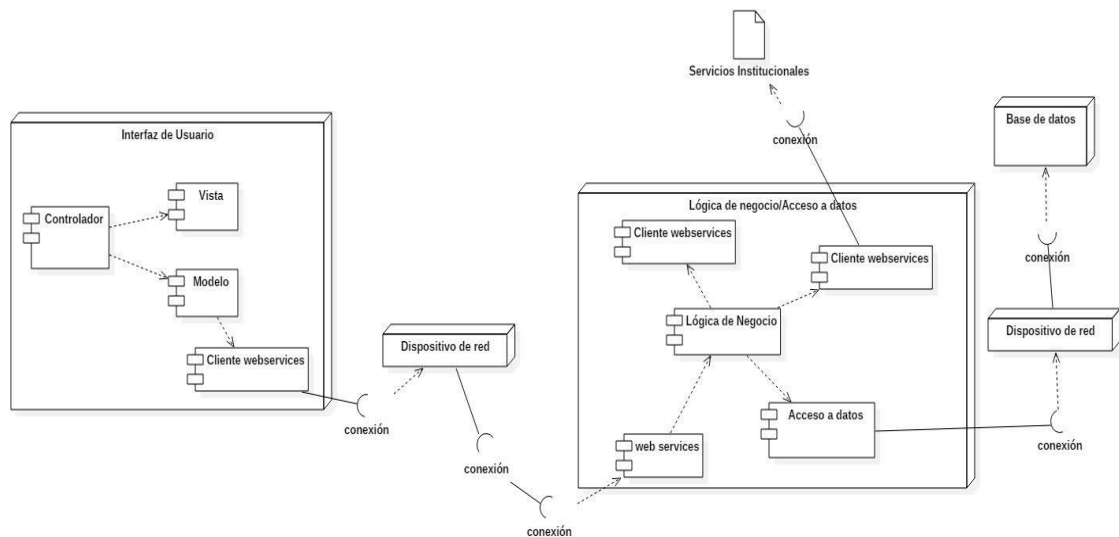 Servicios Institucionales
conexión
Base de datos
Interfaz de Usuario
Vista
Controlador
Modelo
Cliente webservices
Dispositivo de red
conexión
conexión
conexión
Lógica de negocio/Acceso a datos
Cliente webservices
Cliente webservices
Lógica de Negocio
Acceso a datos
web services
conexión
Dispositivo de red
conexión